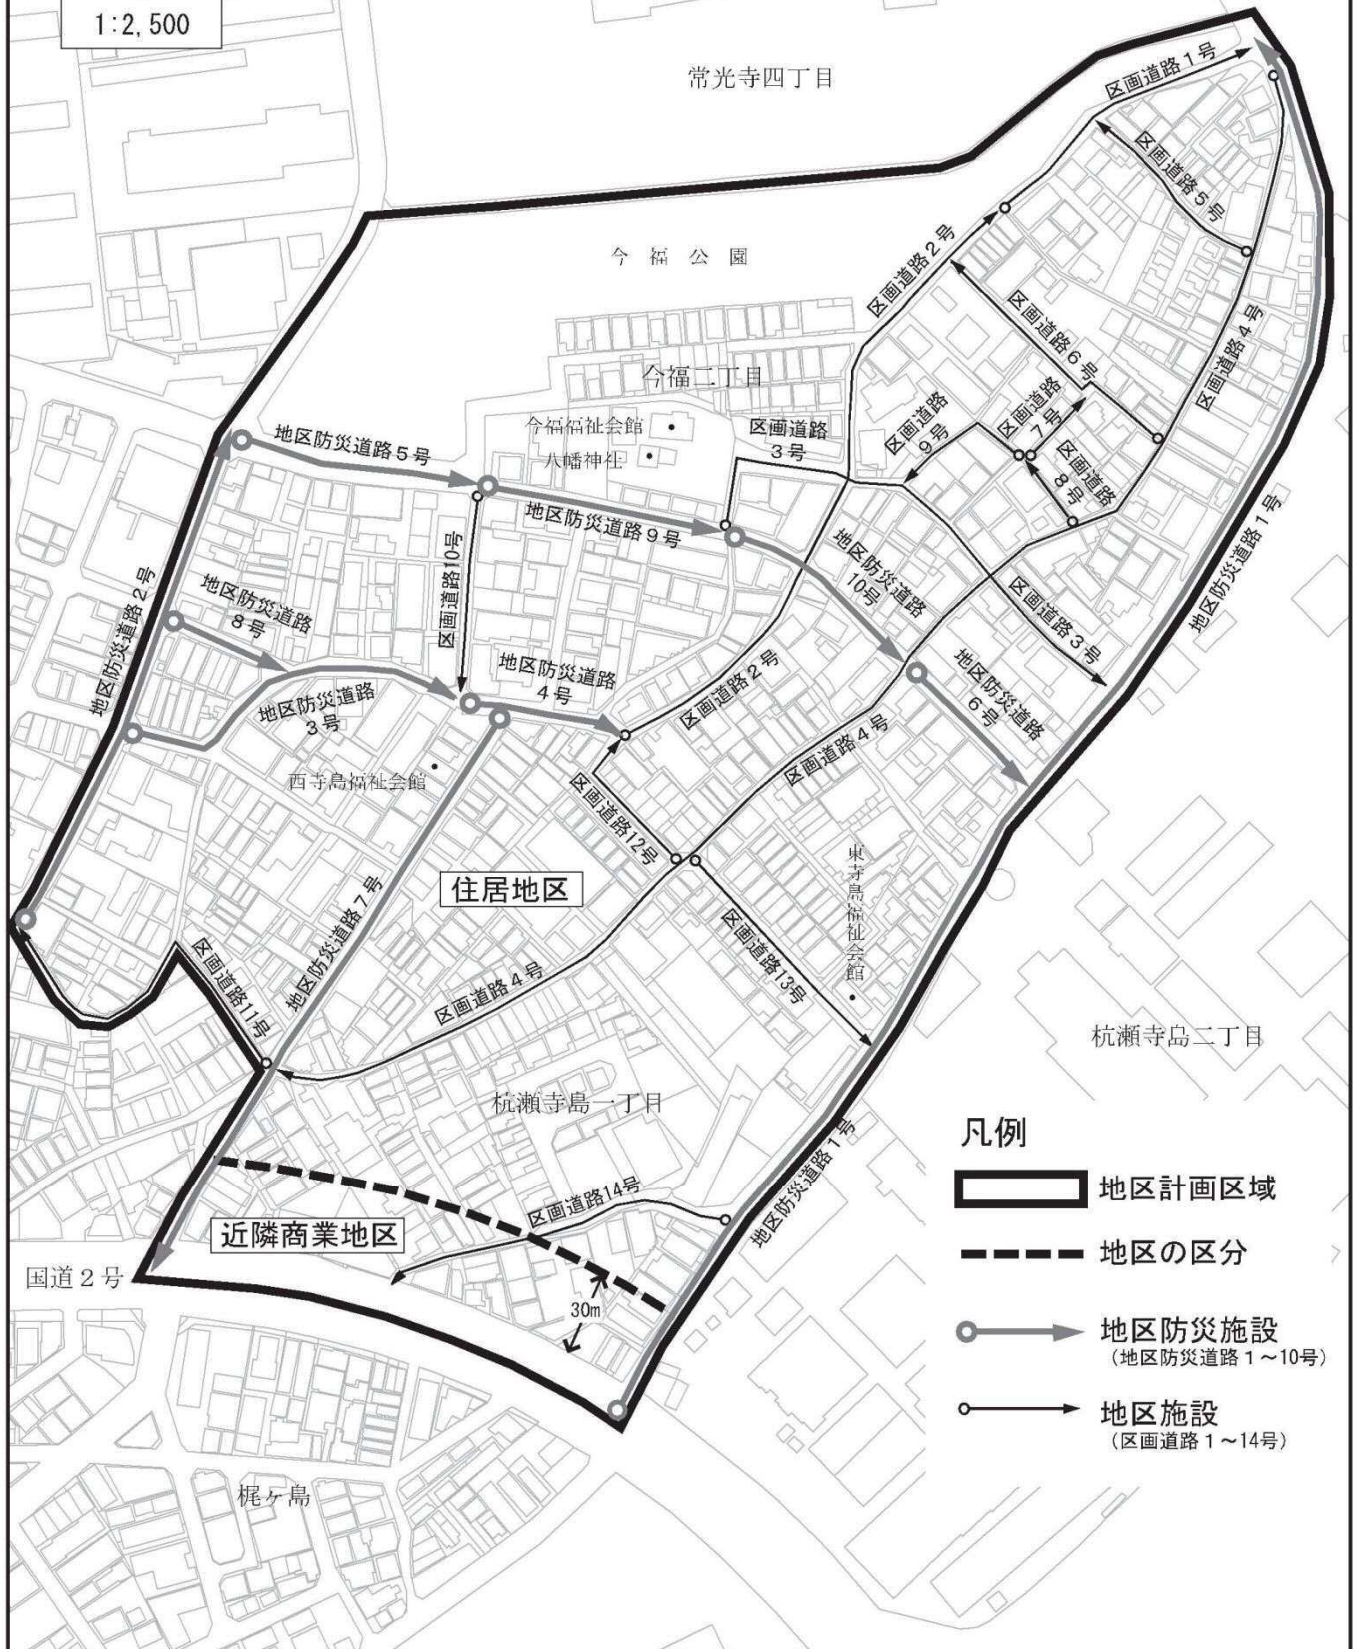 1:2,500
常光寺四丁目
区画道路1号
区画道路5号
今福公園
区画道路2号
区画道路6号
区画道路4号
今福二丁目
今福福祉会館
八幡神社
区画道路
3号
区画道路
9号
区画道路
7号
区画道路
8号
地区防災道路5号
地区防災道路9号
区画道路10号
地区防災道路
10号
区画道路3号
地区防災道路1号
地区防災道路2号
地区防災道路
8号
地区防災道路
3号
地区防災道路
4号
区画道路2号
地区防災道路
6号
区画道路4号
西寺島福祉会館
区画道路12号
東寺島福祉会館
住居地区
地区防災道路7号
区画道路11号
区画道路4号
区画道路13号
杭瀬寺島二丁目
杭瀬寺島一丁目
地区防災道路1号
区画道路14号
近隣商業地区
国道2号
30m
梶ヶ島
凡例
地区計画区域
地区の区分
地区防災施設
(地区防災道路1~10号)
地区施設
(区画道路1~14号)